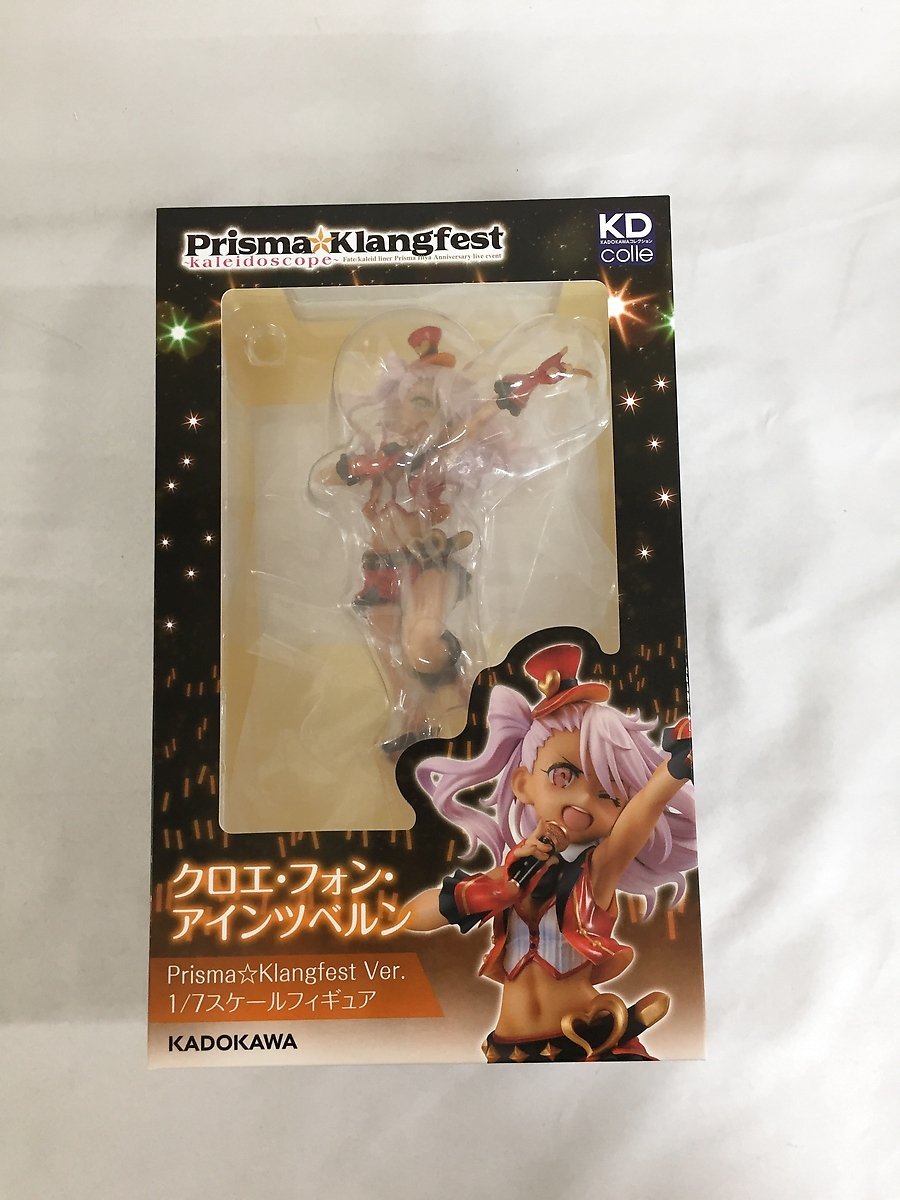 Prisma☆Klangfest
~kaleidoscope~ Fate/kaleid liner Prisma Illya Anniversary live event
KD
KADOKAWAコレクション
colle
クロエ・フォン・
アインツベルン
Prisma☆Klangfest Ver.
1/7スケールフィギュア
KADOKAWA